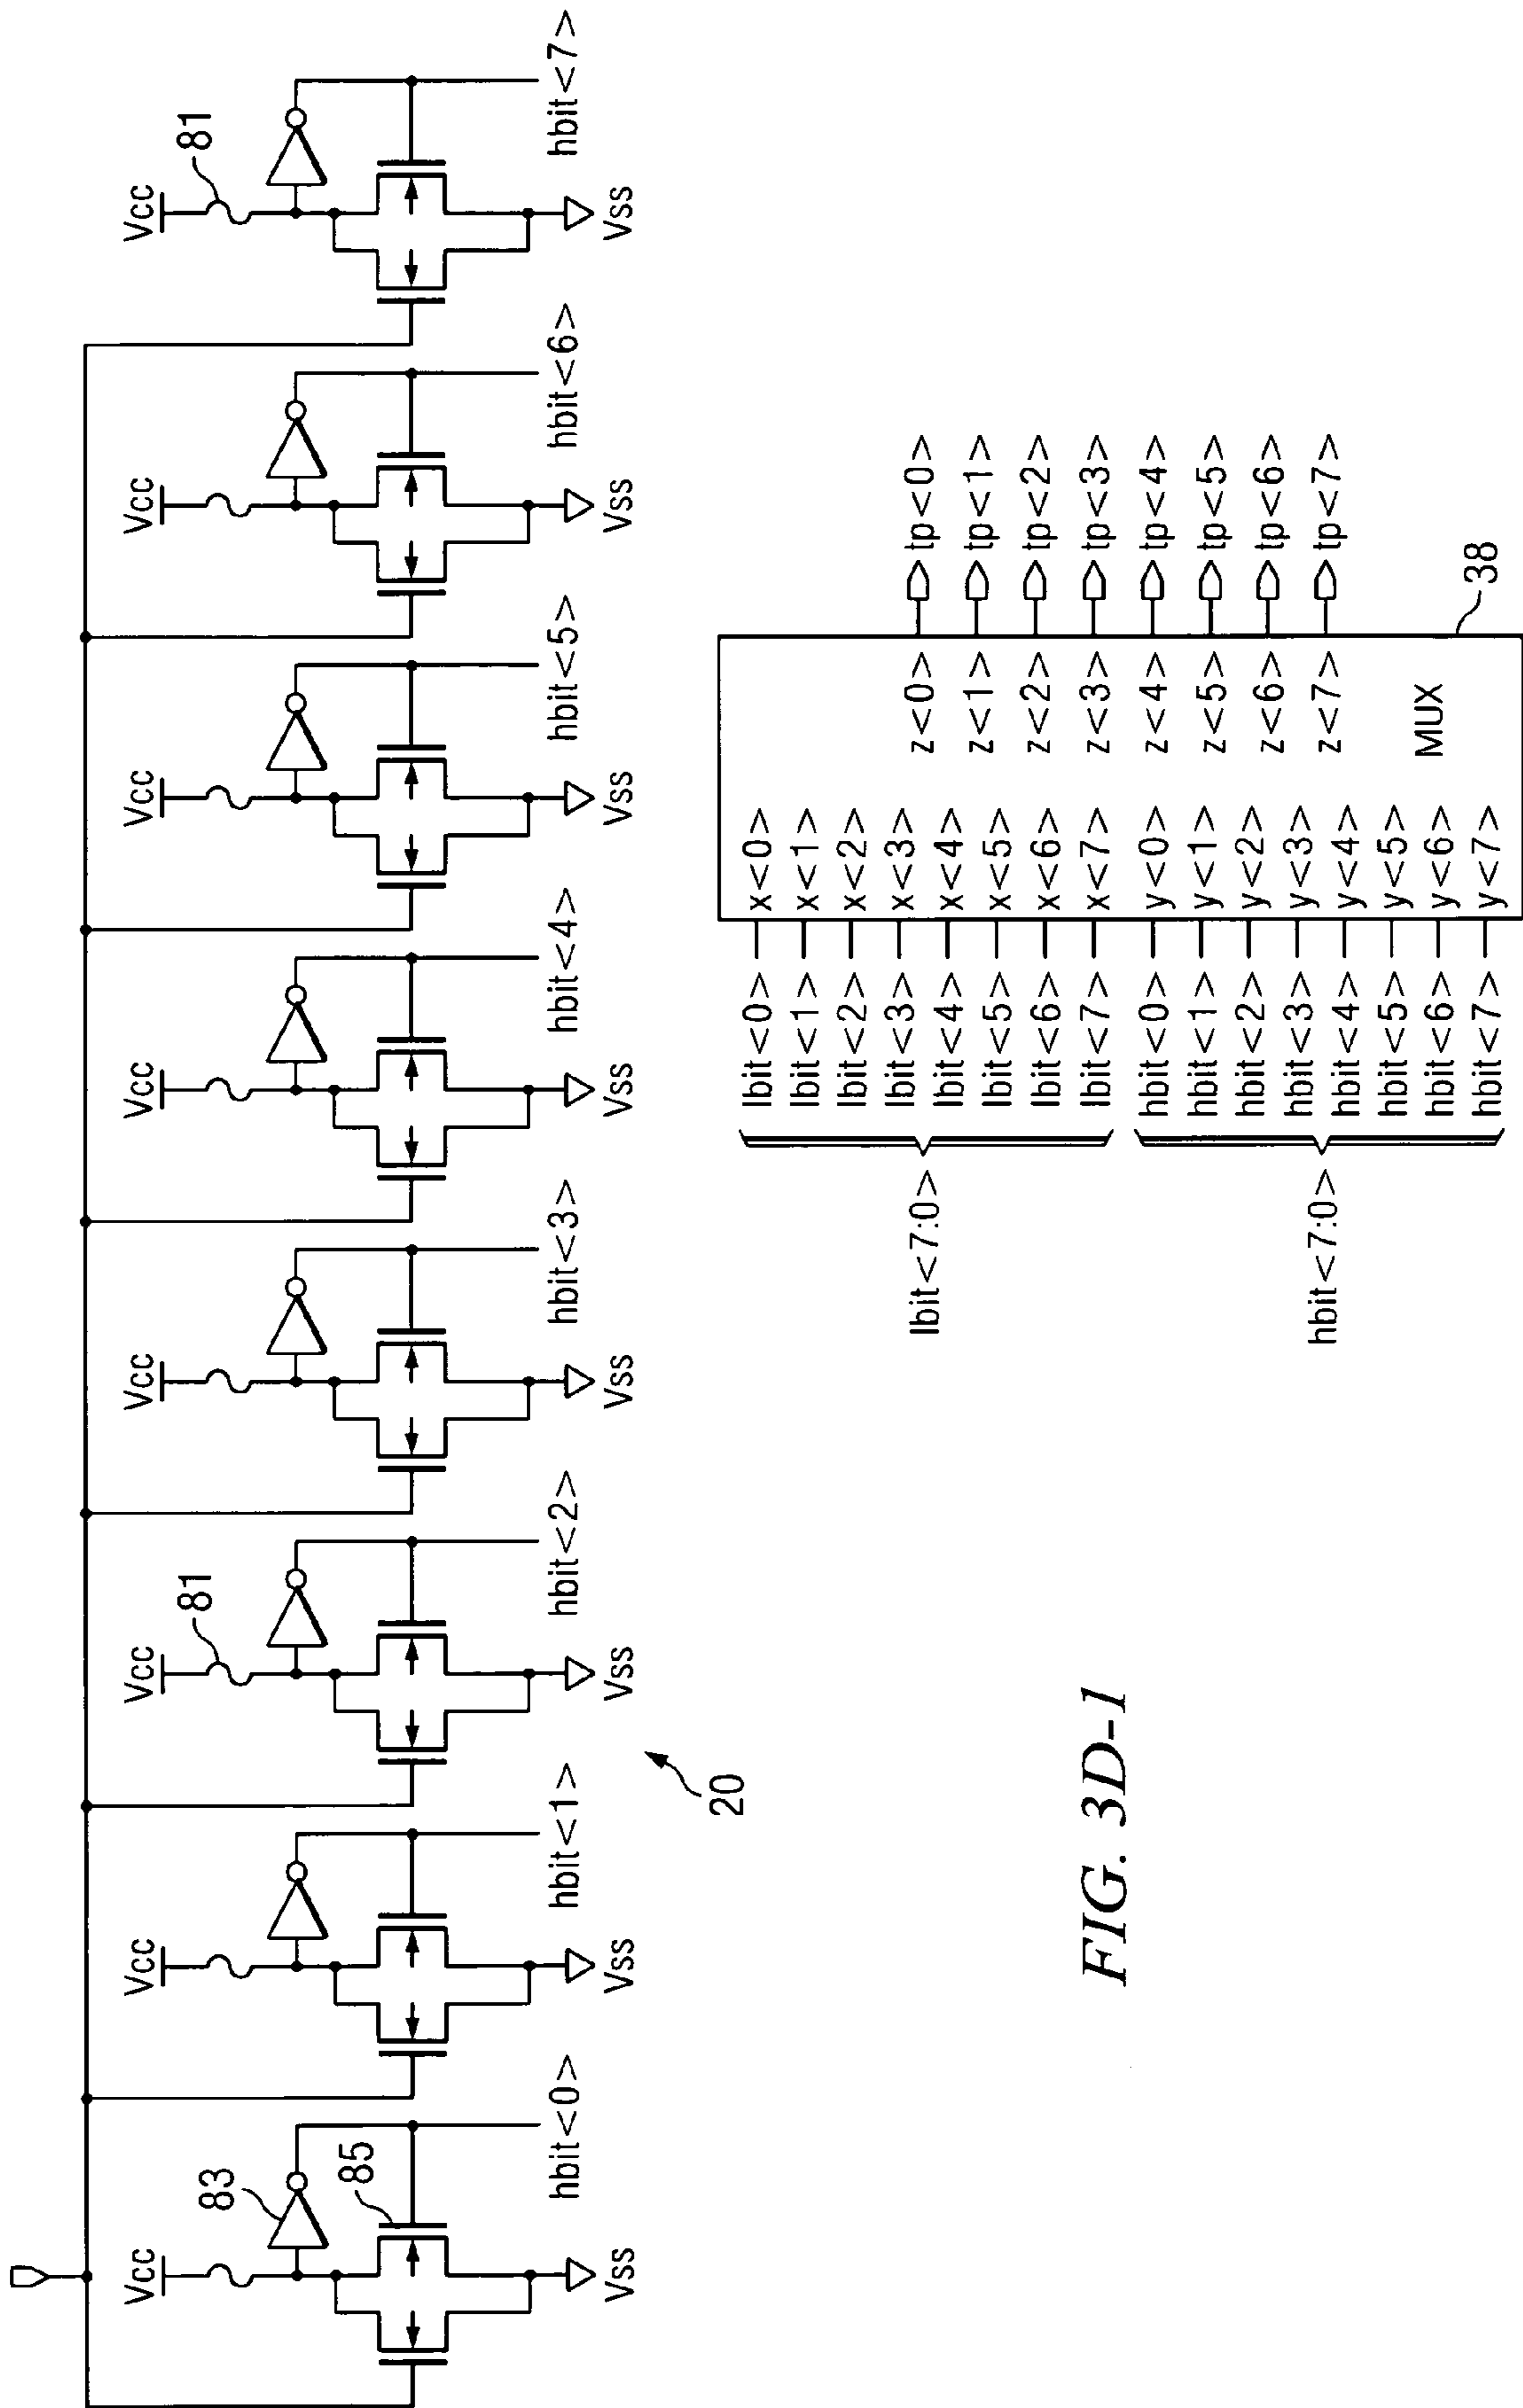 83
81
81
Vcc Vcc Vcc Vcc Vcc Vcc Vcc Vcc
85
hbit<0> hbit<1> hbit<2> hbit<3> hbit<4> hbit<5> hbit<6> hbit<7>
Vss Vss Vss Vss Vss Vss Vss Vss
20
lbit<7:0>
hbit<7:0>
lbit<0> x<0>
lbit<1> x<1>
lbit<2> x<2>
lbit<3> x<3>
lbit<4> x<4>
lbit<5> x<5>
lbit<6> x<6>
lbit<7> x<7>
hbit<0> y<0>
hbit<1> y<1>
hbit<2> y<2>
hbit<3> y<3>
hbit<4> y<4>
hbit<5> y<5>
hbit<6> y<6>
hbit<7> y<7>
z<0> tp<0>
z<1> tp<1>
z<2> tp<2>
z<3> tp<3>
z<4> tp<4>
z<5> tp<5>
z<6> tp<6>
z<7> tp<7>
MUX
38
FIG. 3D-1